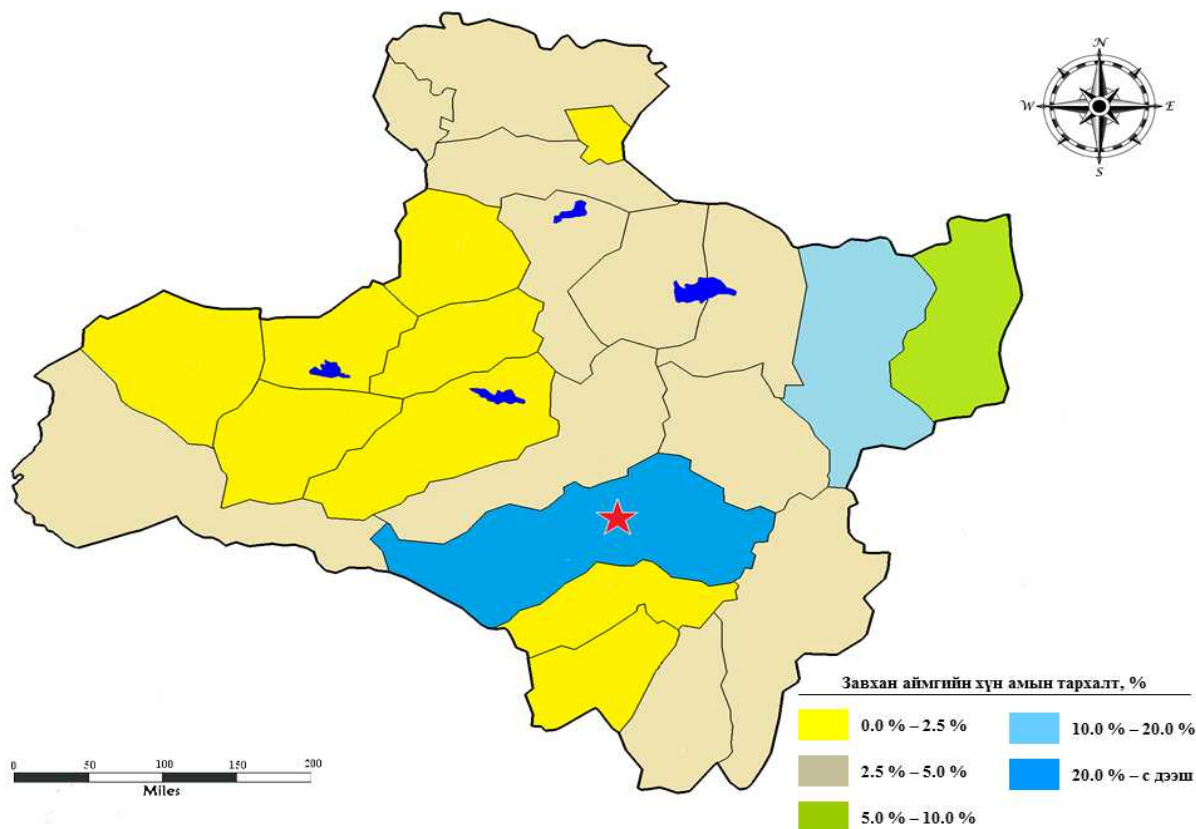 N
W E
S
Завхан аймгийн хүн амын тархалт, %
0.0 % – 2.5 %
10.0 % – 20.0 %
2.5 % – 5.0 %
20.0 % – с дээш
5.0 % – 10.0 %
0 50 100 150 200
Miles